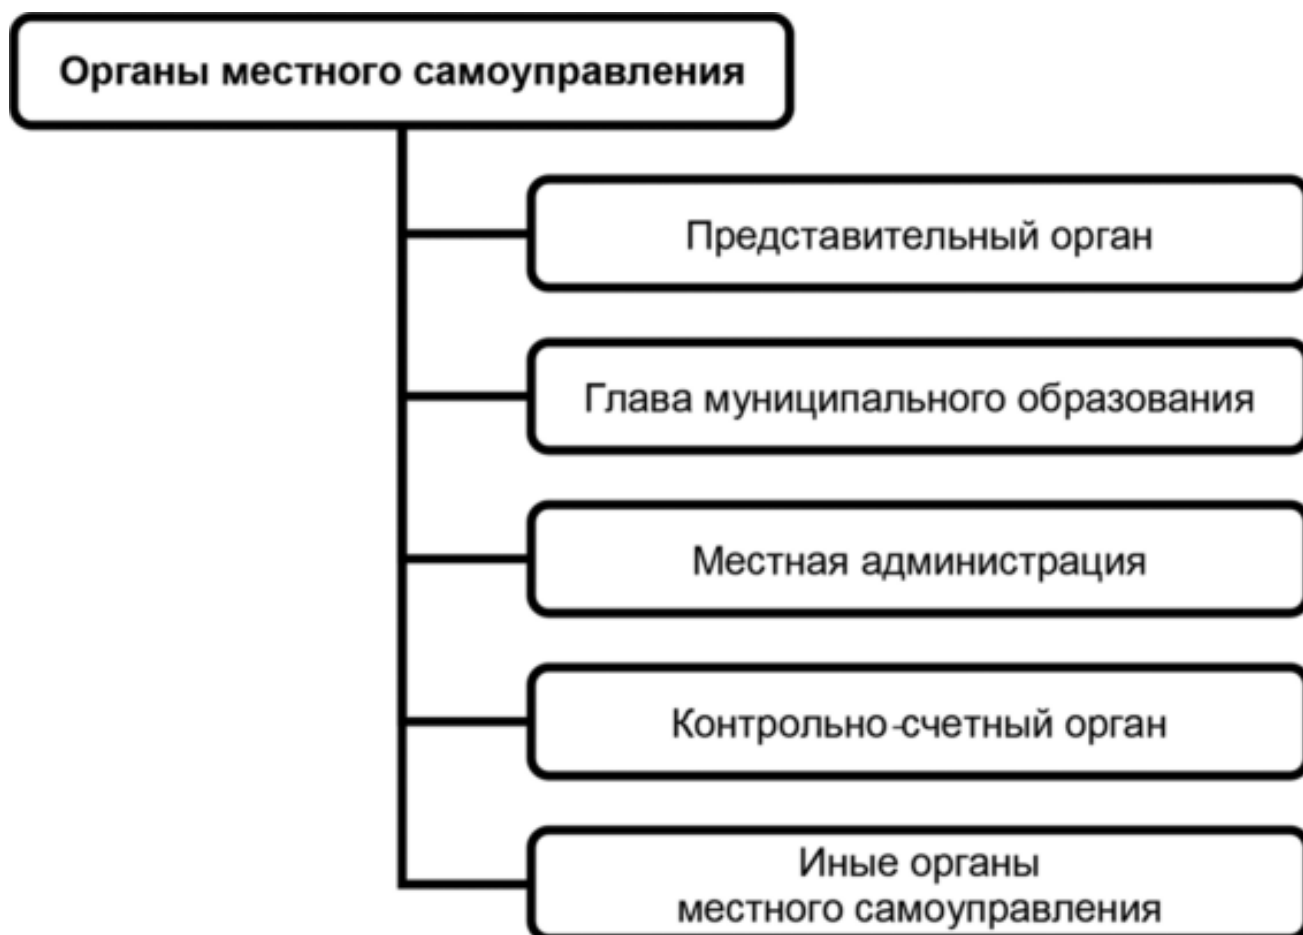 Органы местного самоуправления
Представительный орган
Глава муниципального образования
Местная администрация
Контрольно-счетный орган
Иные органы
местного самоуправления